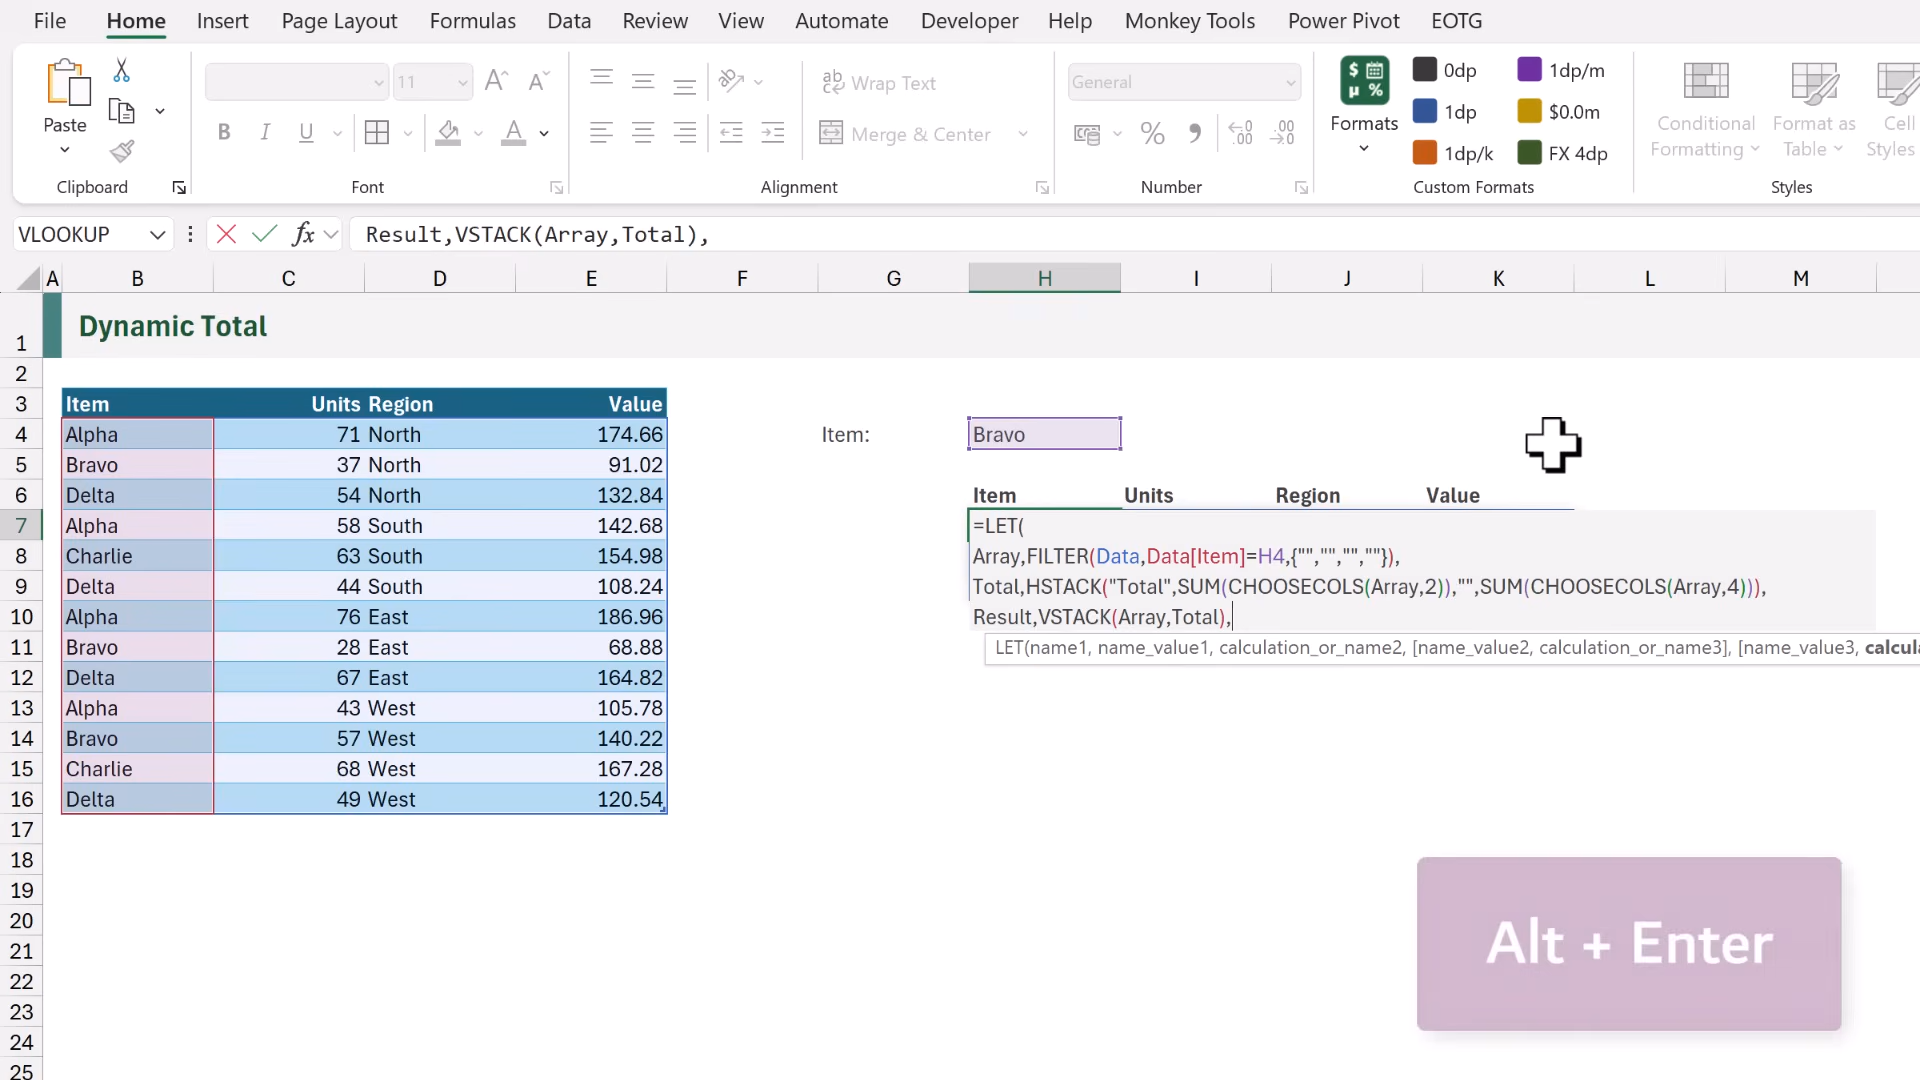 File Home Insert Page Layout Formulas Data Review View Automate Developer Help Monkey Tools Power Pivot EOTG
Paste
11
B I U
A
Wrap Text
Merge & Center
General
%
Formats
0dp 1dp/m
1dp $0.0m
1dp/k FX 4dp
Conditional Formatting
Format as Table
Cell Styles
Clipboard Font Alignment Number Custom Formats Styles
VLOOKUP fx Result,VSTACK(Array,Total),
A B C D E F G H I J K L M
1 Dynamic Total
2
3 Item Units Region Value
4 Alpha 71 North 174.66 Item: Bravo
5 Bravo 37 North 91.02
6 Delta 54 North 132.84 Item Units Region Value
7 Alpha 58 South 142.68 =LET(
8 Charlie 63 South 154.98 Array,FILTER(Data,Data[Item]=H4,{"","","",""}),
9 Delta 44 South 108.24 Total,HSTACK("Total",SUM(CHOOSECOLS(Array,2)),"",SUM(CHOOSECOLS(Array,4))),
10 Alpha 76 East 186.96 Result,VSTACK(Array,Total),
11 Bravo 28 East 68.88 LET(name1, name_value1, calculation_or_name2, [name_value2, calculation_or_name3], [name_value3, calcula
12 Delta 67 East 164.82
13 Alpha 43 West 105.78
14 Bravo 57 West 140.22
15 Charlie 68 West 167.28
16 Delta 49 West 120.54
17
18
19
20
21
22
23
24
25
Alt + Enter